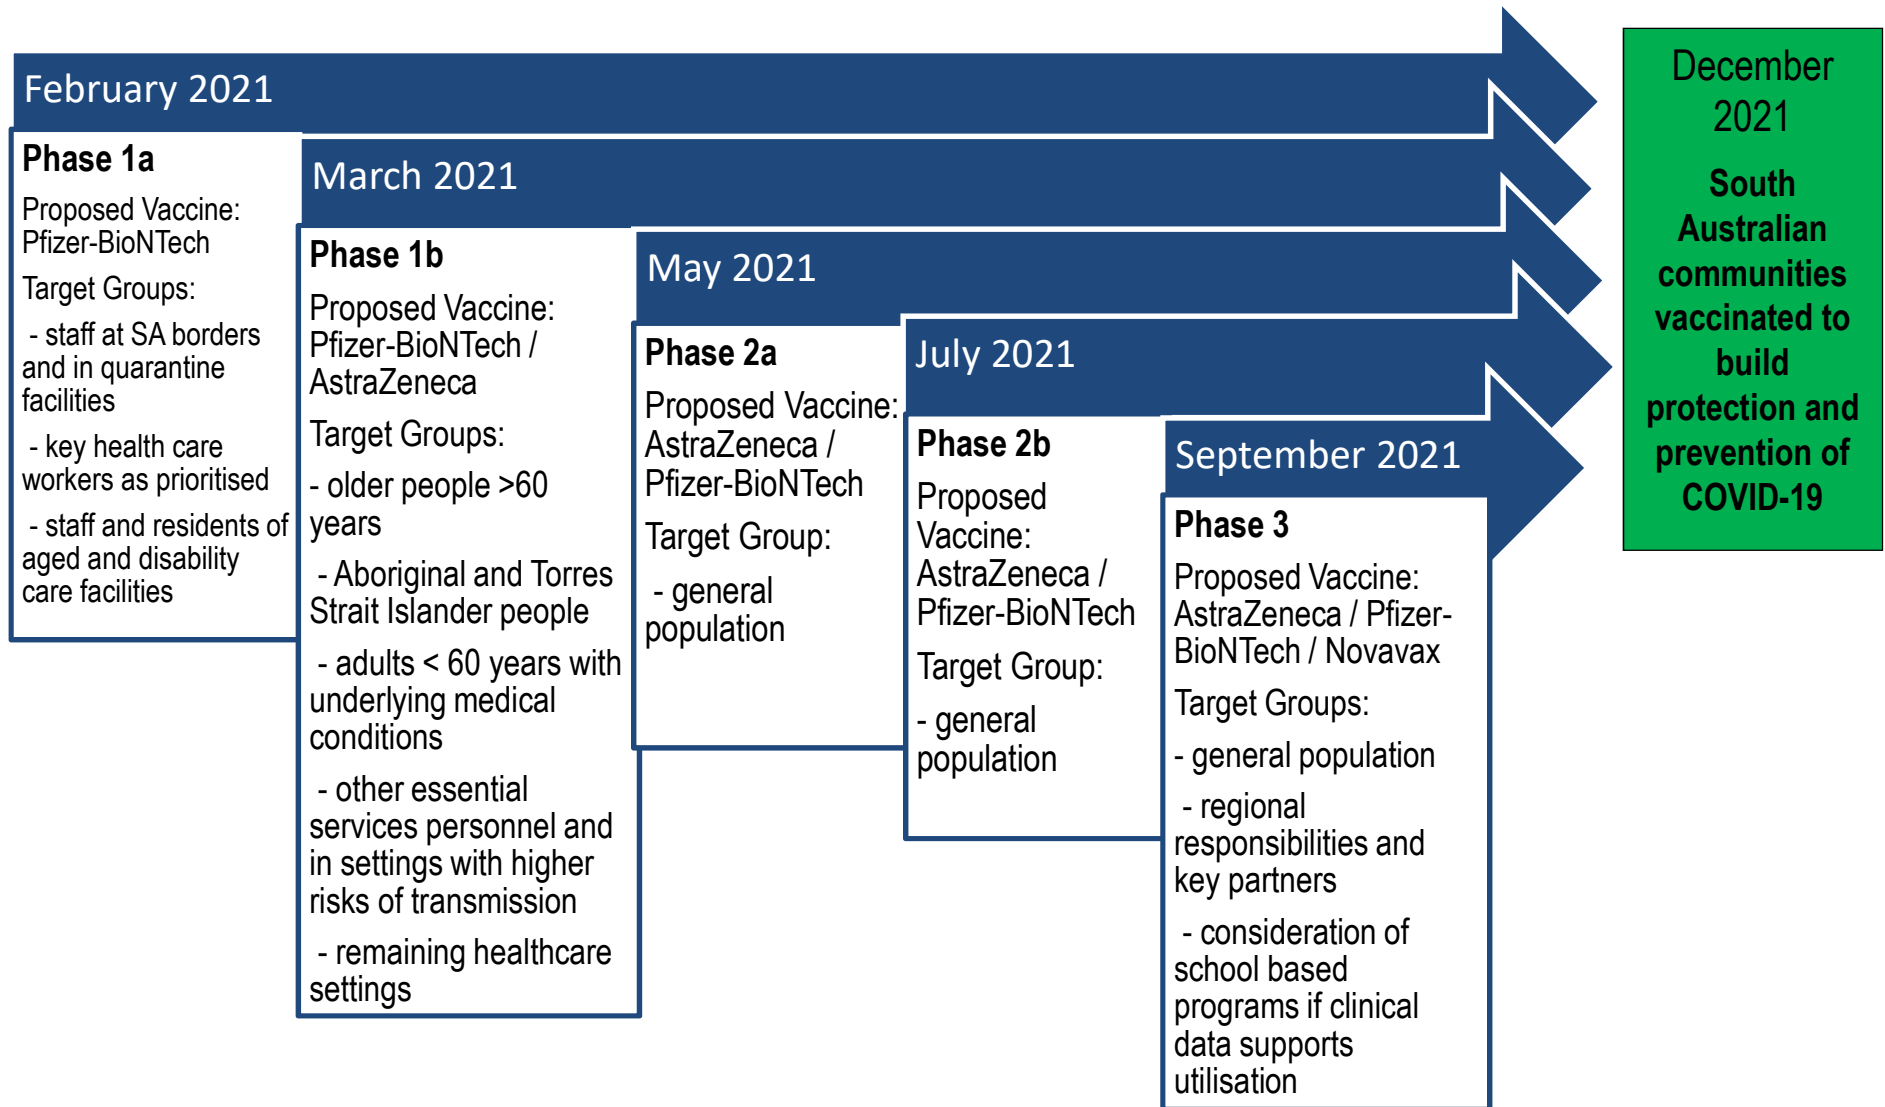 February 2021
Phase 1a
Proposed Vaccine:
Pfizer-BioNTech
Target Groups:
- staff at SA borders
and in quarantine
facilities
- key health care
workers as prioritised
- staff and residents of
aged and disability
care facilities
March 2021
Phase 1b
Proposed Vaccine:
Pfizer-BioNTech /
AstraZeneca
Target Groups:
- older people >60
years
- Aboriginal and Torres
Strait Islander people
- adults < 60 years with
underlying medical
conditions
- other essential
services personnel and
in settings with higher
risks of transmission
- remaining healthcare
settings
May 2021
Phase 2a
Proposed Vaccine:
AstraZeneca /
Pfizer-BioNTech
Target Group:
- general
population
July 2021
Phase 2b
Proposed
Vaccine:
AstraZeneca /
Pfizer-BioNTech
Target Group:
- general
population
September 2021
Phase 3
Proposed Vaccine:
AstraZeneca / Pfizer-
BioNTech / Novavax
Target Groups:
- general population
- regional
responsibilities and
key partners
- consideration of
school based
programs if clinical
data supports
utilisation
December
2021
South
Australian
communities
vaccinated to
build
protection and
prevention of
COVID-19